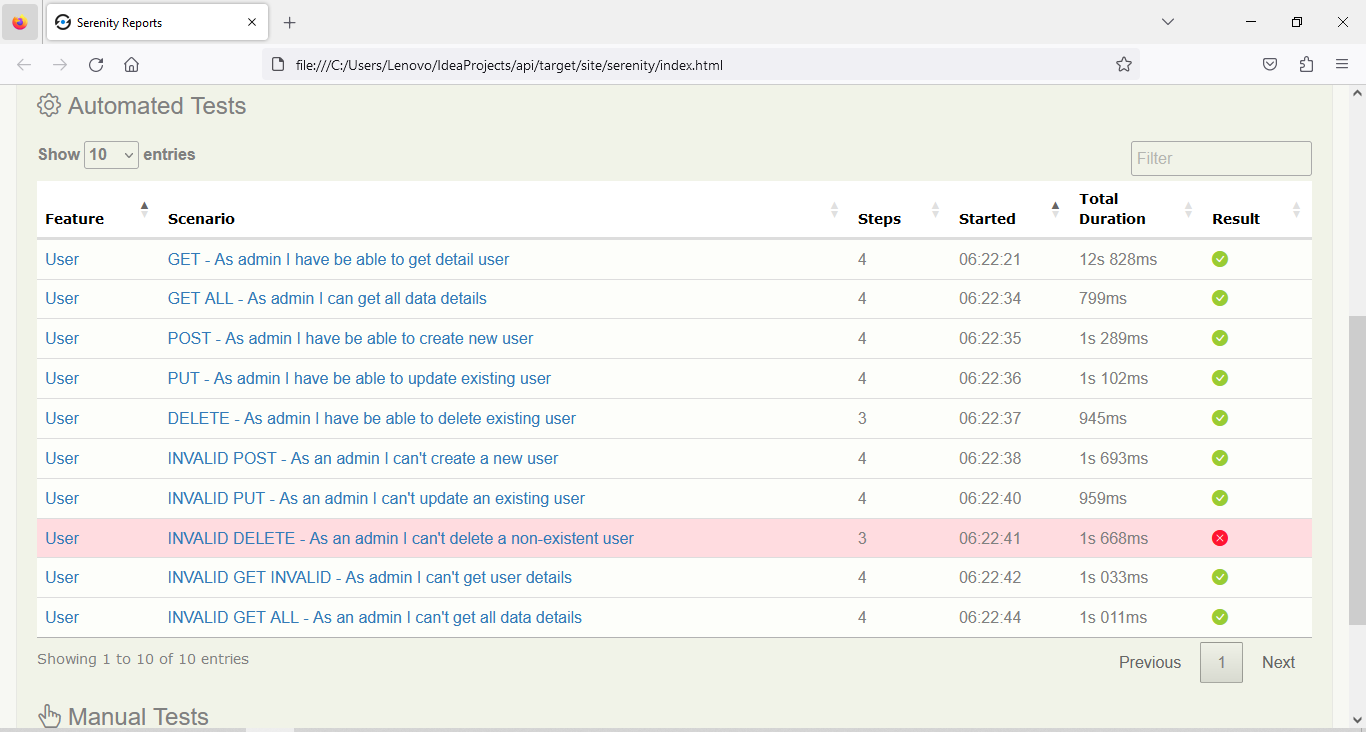 Serenity Reports
file:///C:/Users/Lenovo/IdeaProjects/api/target/site/serenity/index.html
Automated Tests
Show 10 entries
Filter
Feature Scenario Steps Started Total Duration Result
User GET - As admin I have be able to get detail user 4 06:22:21 12s 828ms
User GET ALL - As admin I can get all data details 4 06:22:34 799ms
User POST - As admin I have be able to create new user 4 06:22:35 1s 289ms
User PUT - As admin I have be able to update existing user 4 06:22:36 1s 102ms
User DELETE - As admin I have be able to delete existing user 3 06:22:37 945ms
User INVALID POST - As an admin I can't create a new user 4 06:22:38 1s 693ms
User INVALID PUT - As an admin I can't update an existing user 4 06:22:40 959ms
User INVALID DELETE - As an admin I can't delete a non-existent user 3 06:22:41 1s 668ms
User INVALID GET INVALID - As admin I can't get user details 4 06:22:42 1s 033ms
User INVALID GET ALL - As an admin I can't get all data details 4 06:22:44 1s 011ms
Showing 1 to 10 of 10 entries
Previous 1 Next
Manual Tests